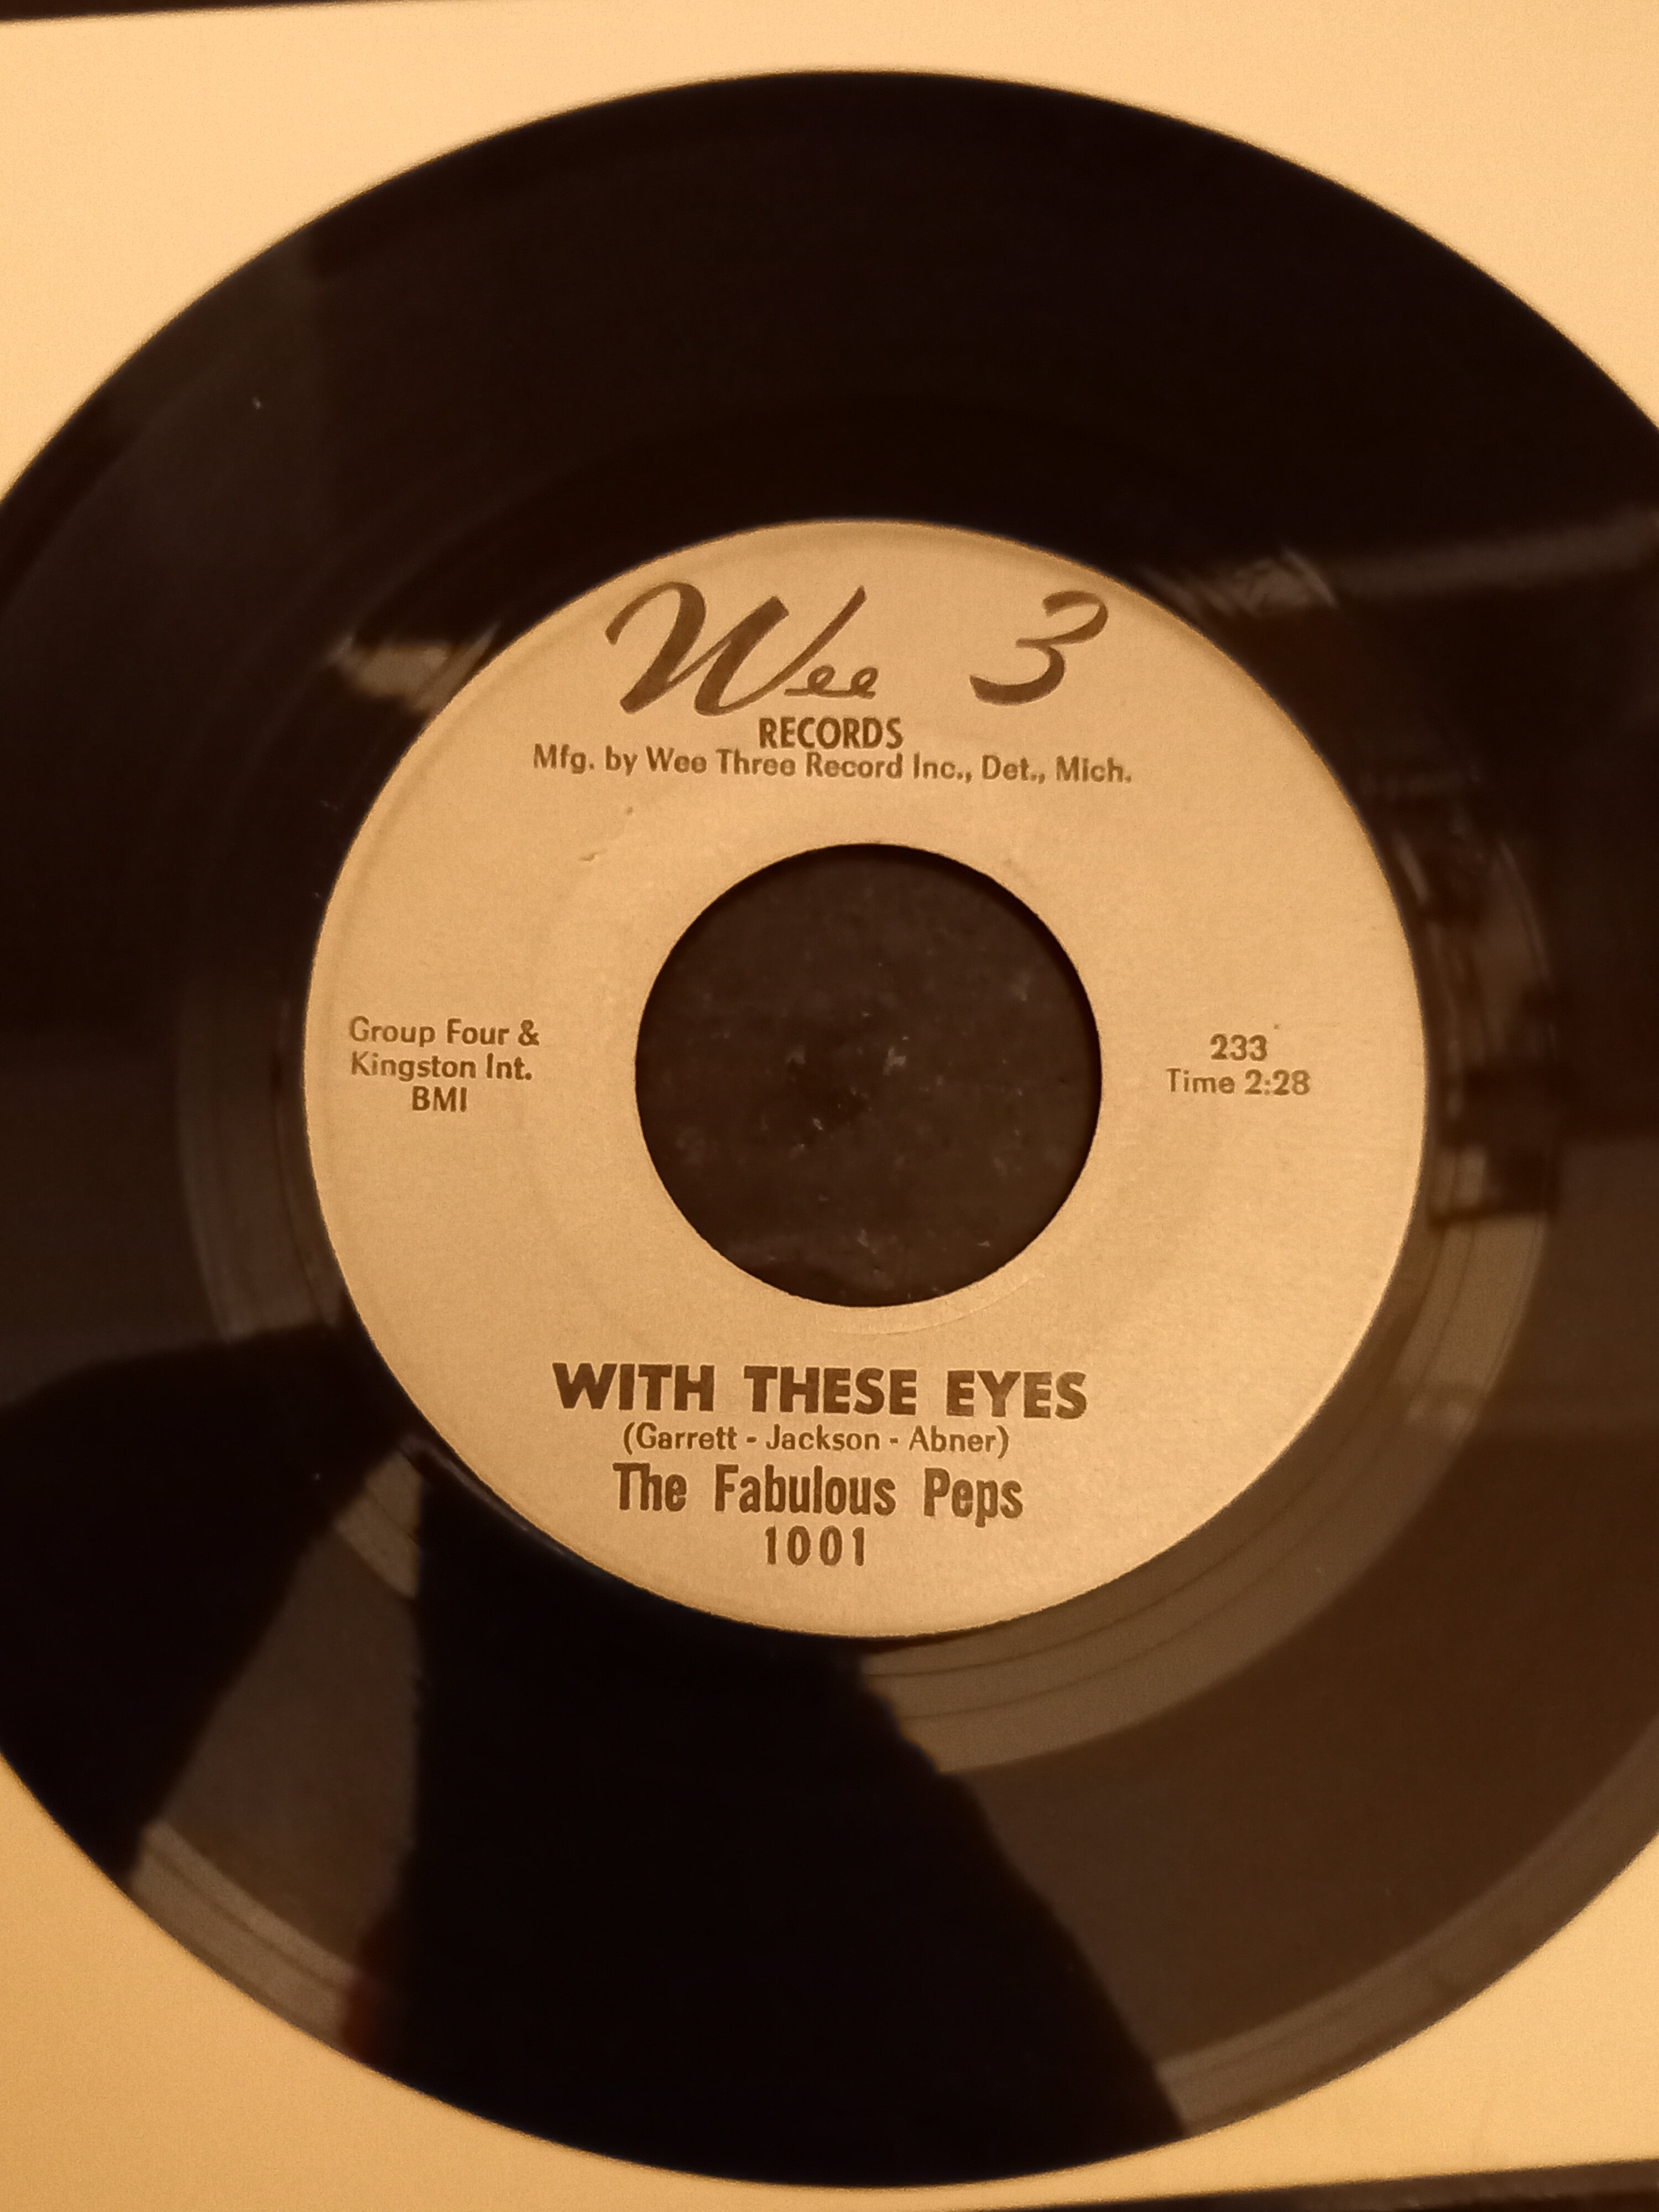 Wee 3
RECORDS
Mfg. by Wee Three Record Inc., Det., Mich.
Group Four &
Kingston Int.
BMI
233
Time 2:28
WITH THESE EYES
(Garrett - Jackson - Abner)
The Fabulous Peps
1001